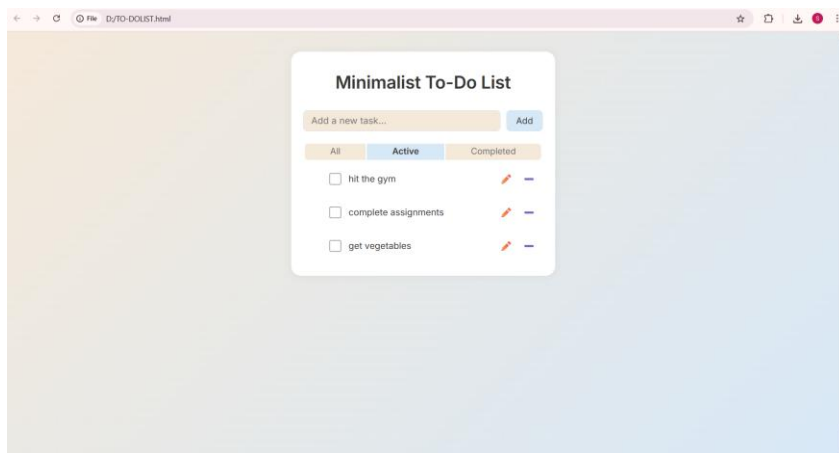 File D:/TO-DOLIST.html S
Minimalist To-Do List
Add a new task... Add
All Active Completed
hit the gym
complete assignments
get vegetables